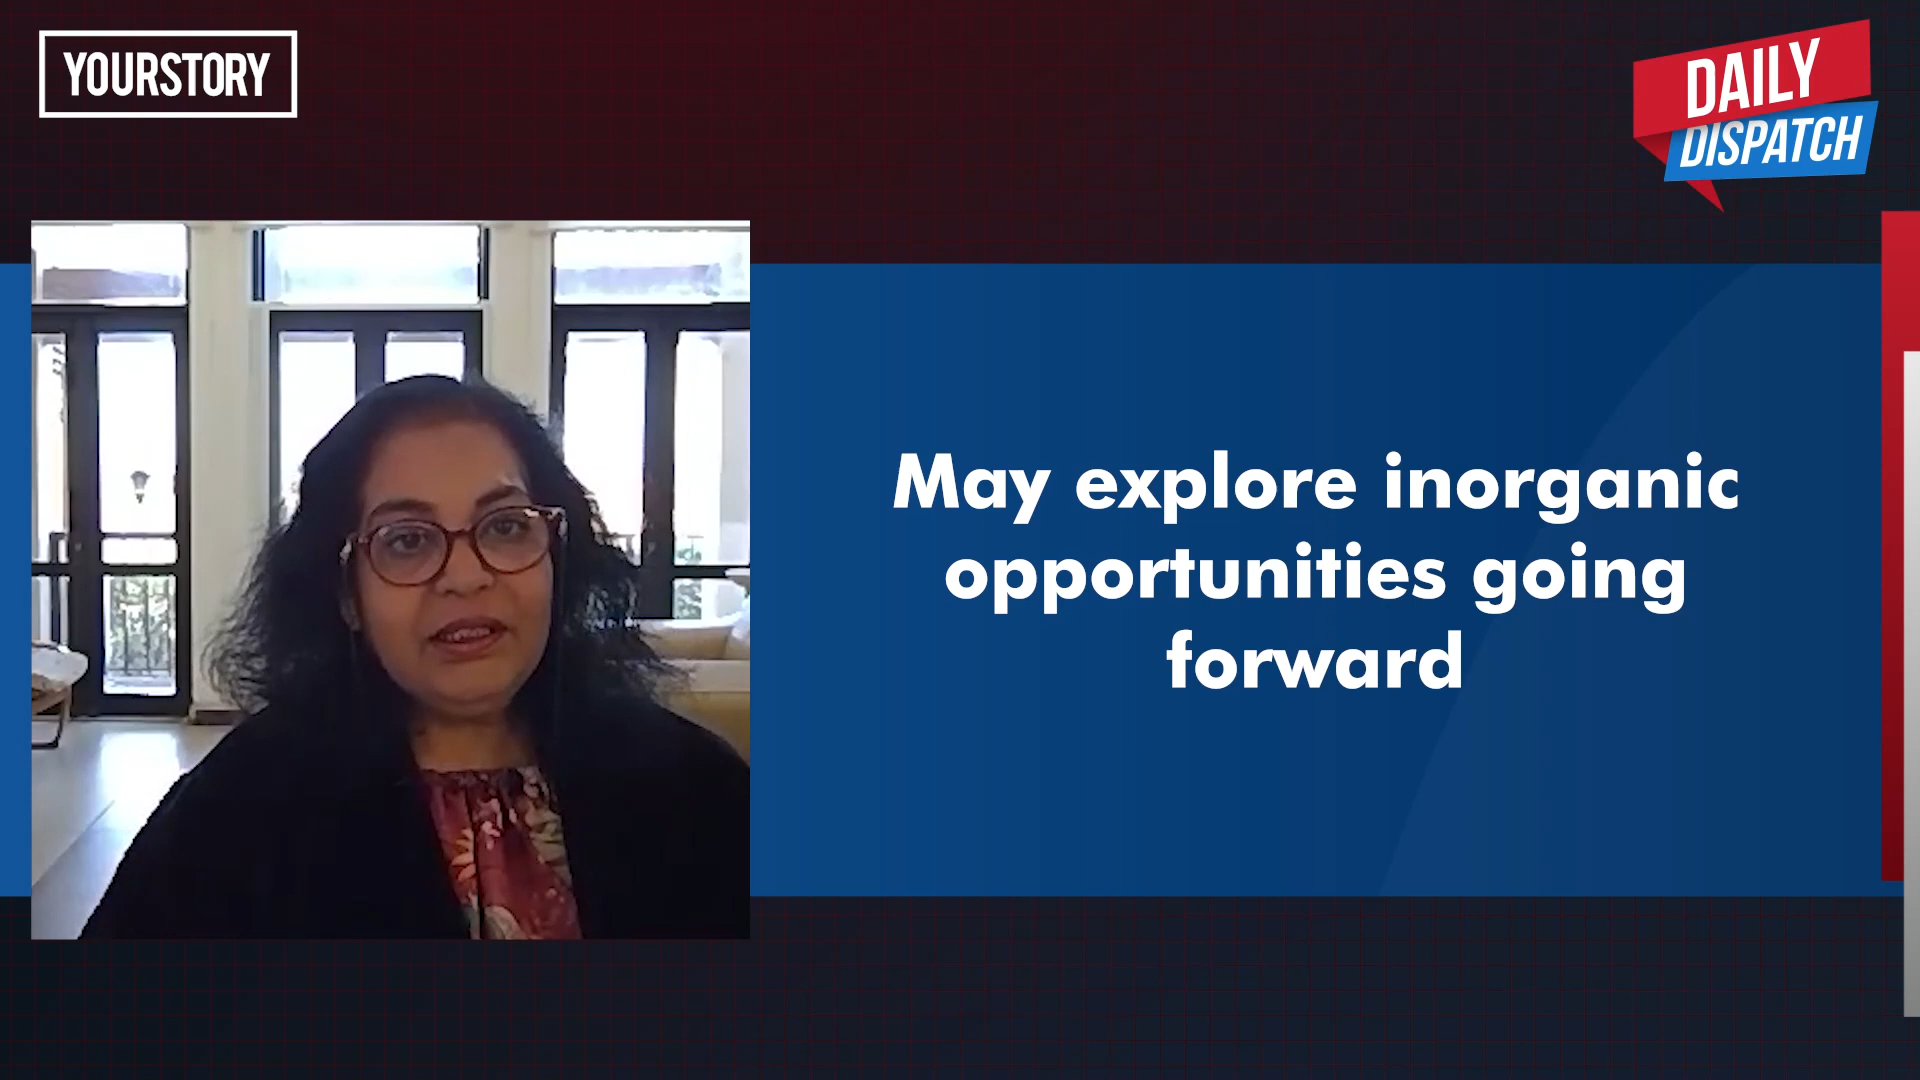 YOURSTORY
DAILY
DISPATCH
May explore inorganic
opportunities going
forward